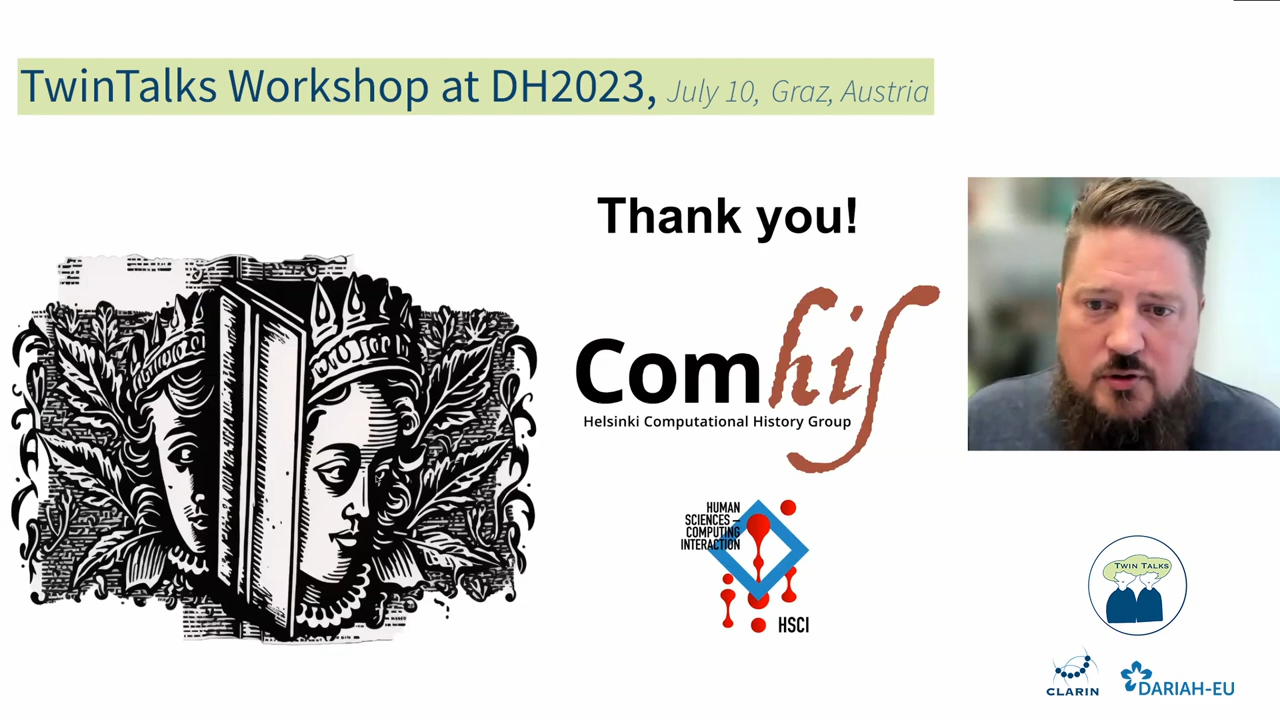 TwinTalks Workshop at DH2023, July 10, Graz, Austria
Thank you!
Comhis
Helsinki Computational History Group
HUMAN
SCIENCES –
COMPUTING
INTERACTION
HSCI
TWIN TALKS
CLARIN
DARIAH-EU